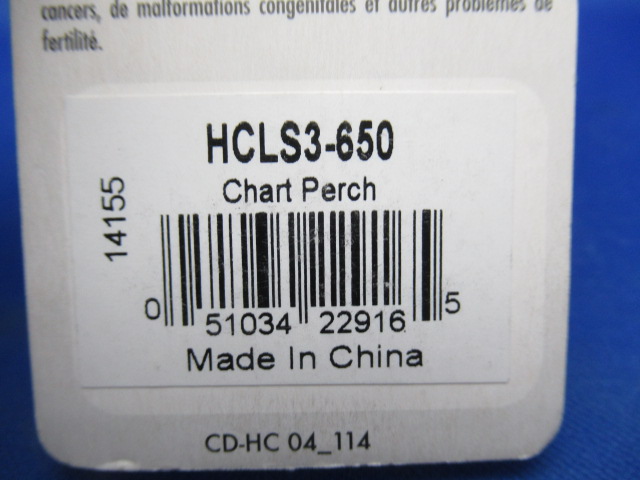 cancers, de malformations congénitales et autres problèmes de
fertilité.
HCLS3-650
Chart Perch
14155
0 51034 22916 5
Made In China
CD-HC 04_114